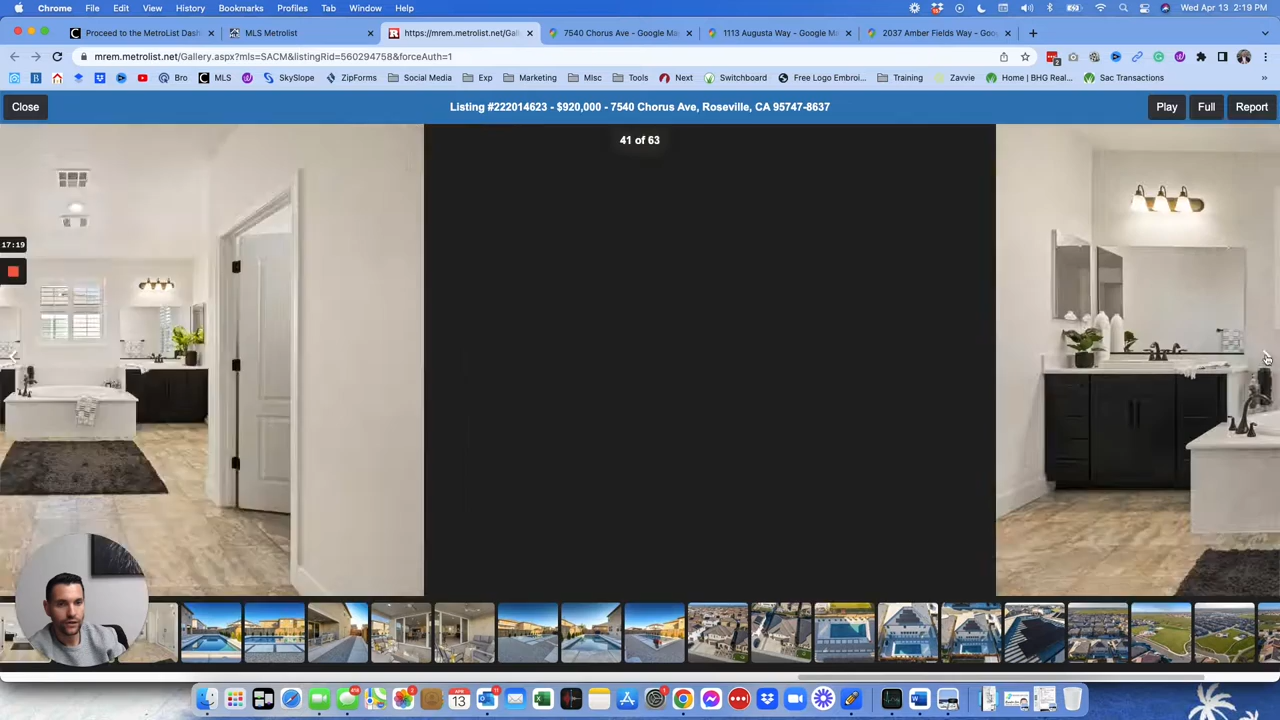 Chrome File Edit View History Bookmarks Profiles Tab Window Help Wed Apr 13 2:19 PM
Proceed to the MetroList Dash MLS Metrolist https://mrem.metrolist.net/Gal 7540 Chorus Ave - Google Ma 1113 Augusta Way - Google M 2037 Amber Fields Way - Goo
mrem.metrolist.net/Gallery.aspx?mls=SACM&listingRid=560294758&forceAuth=1
Bro MLS SkySlope ZipForms Social Media Exp Marketing Misc Tools Next Switchboard Free Logo Embroi... Training Zavvie Home | BHG Real... Sac Transactions
Close Listing #222014623 - $920,000 - 7540 Chorus Ave, Roseville, CA 95747-8637 Play Full Report
41 of 63
17:19